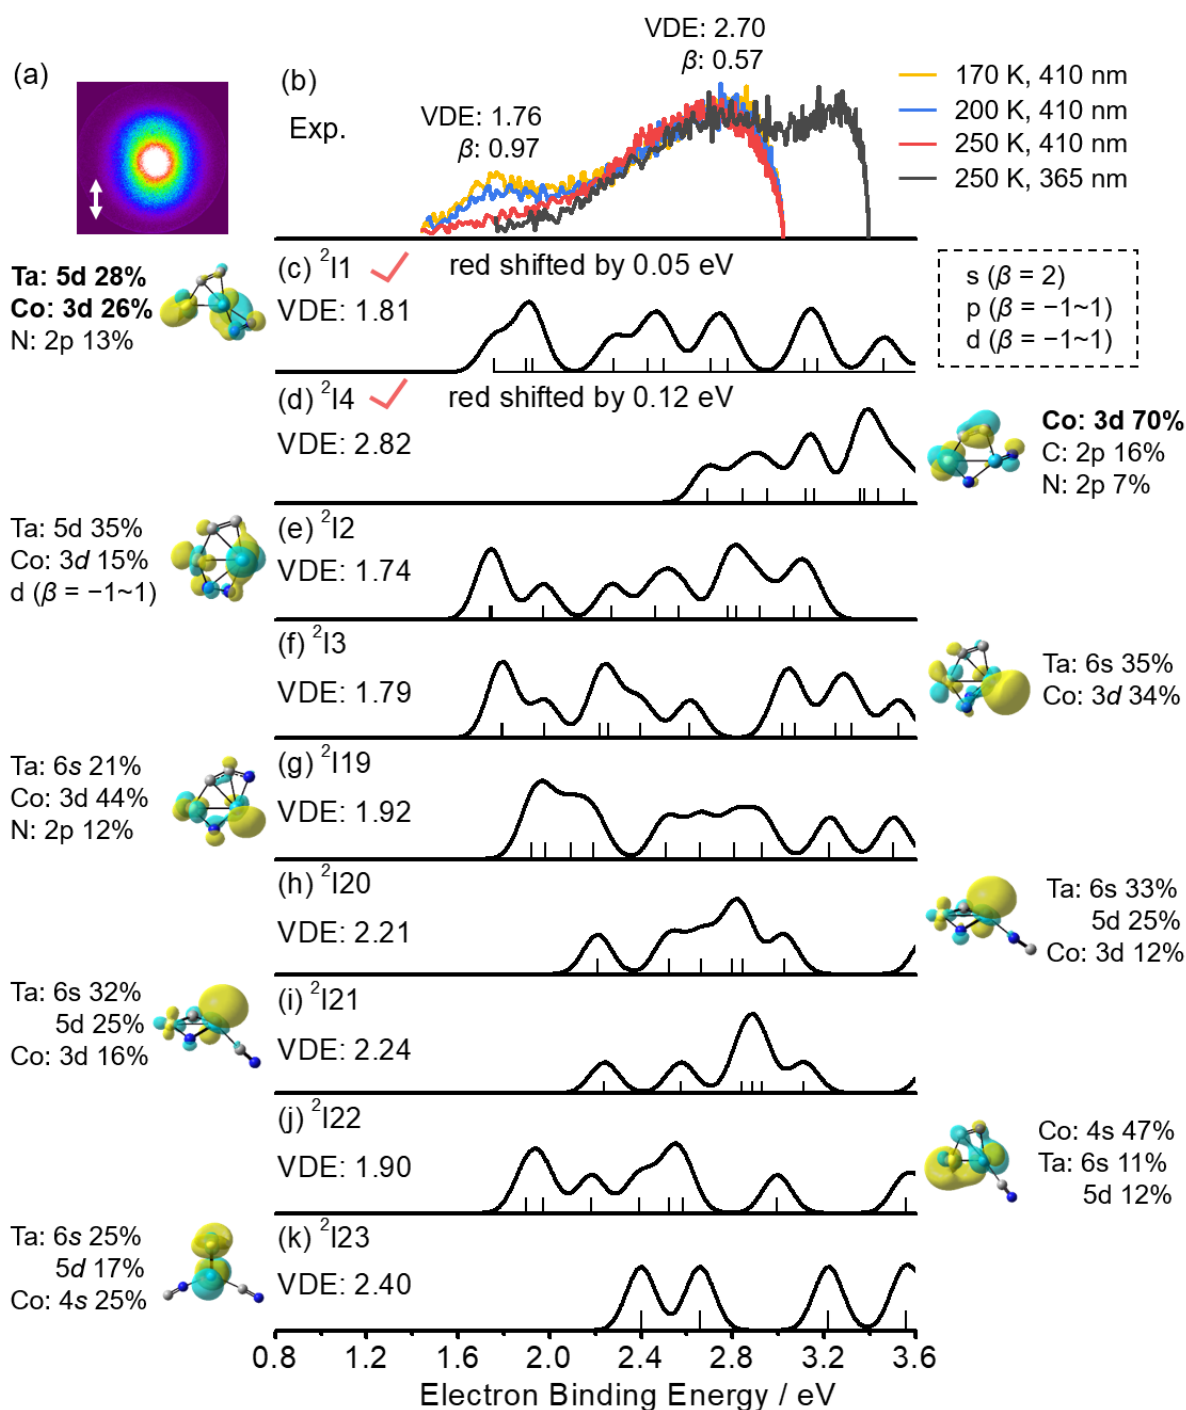 (a)
(b)
Exp.
VDE: 1.76
β: 0.97
VDE: 2.70
β: 0.57
170 K, 410 nm
200 K, 410 nm
250 K, 410 nm
250 K, 365 nm
(c) ²I1
red shifted by 0.05 eV
VDE: 1.81
Ta: 5d 28%
Co: 3d 26%
N: 2p 13%
s (β = 2)
p (β = −1~1)
d (β = −1~1)
(d) ²I4
red shifted by 0.12 eV
VDE: 2.82
Co: 3d 70%
C: 2p 16%
N: 2p 7%
(e) ²I2
VDE: 1.74
Ta: 5d 35%
Co: 3d 15%
d (β = −1~1)
(f) ²I3
VDE: 1.79
Ta: 6s 35%
Co: 3d 34%
(g) ²I19
VDE: 1.92
Ta: 6s 21%
Co: 3d 44%
N: 2p 12%
(h) ²I20
VDE: 2.21
Ta: 6s 33%
5d 25%
Co: 3d 12%
(i) ²I21
VDE: 2.24
Ta: 6s 32%
5d 25%
Co: 3d 16%
(j) ²I22
VDE: 1.90
Co: 4s 47%
Ta: 6s 11%
5d 12%
(k) ²I23
VDE: 2.40
Ta: 6s 25%
5d 17%
Co: 4s 25%
0.8 1.2 1.6 2.0 2.4 2.8 3.2 3.6
Electron Binding Energy / eV